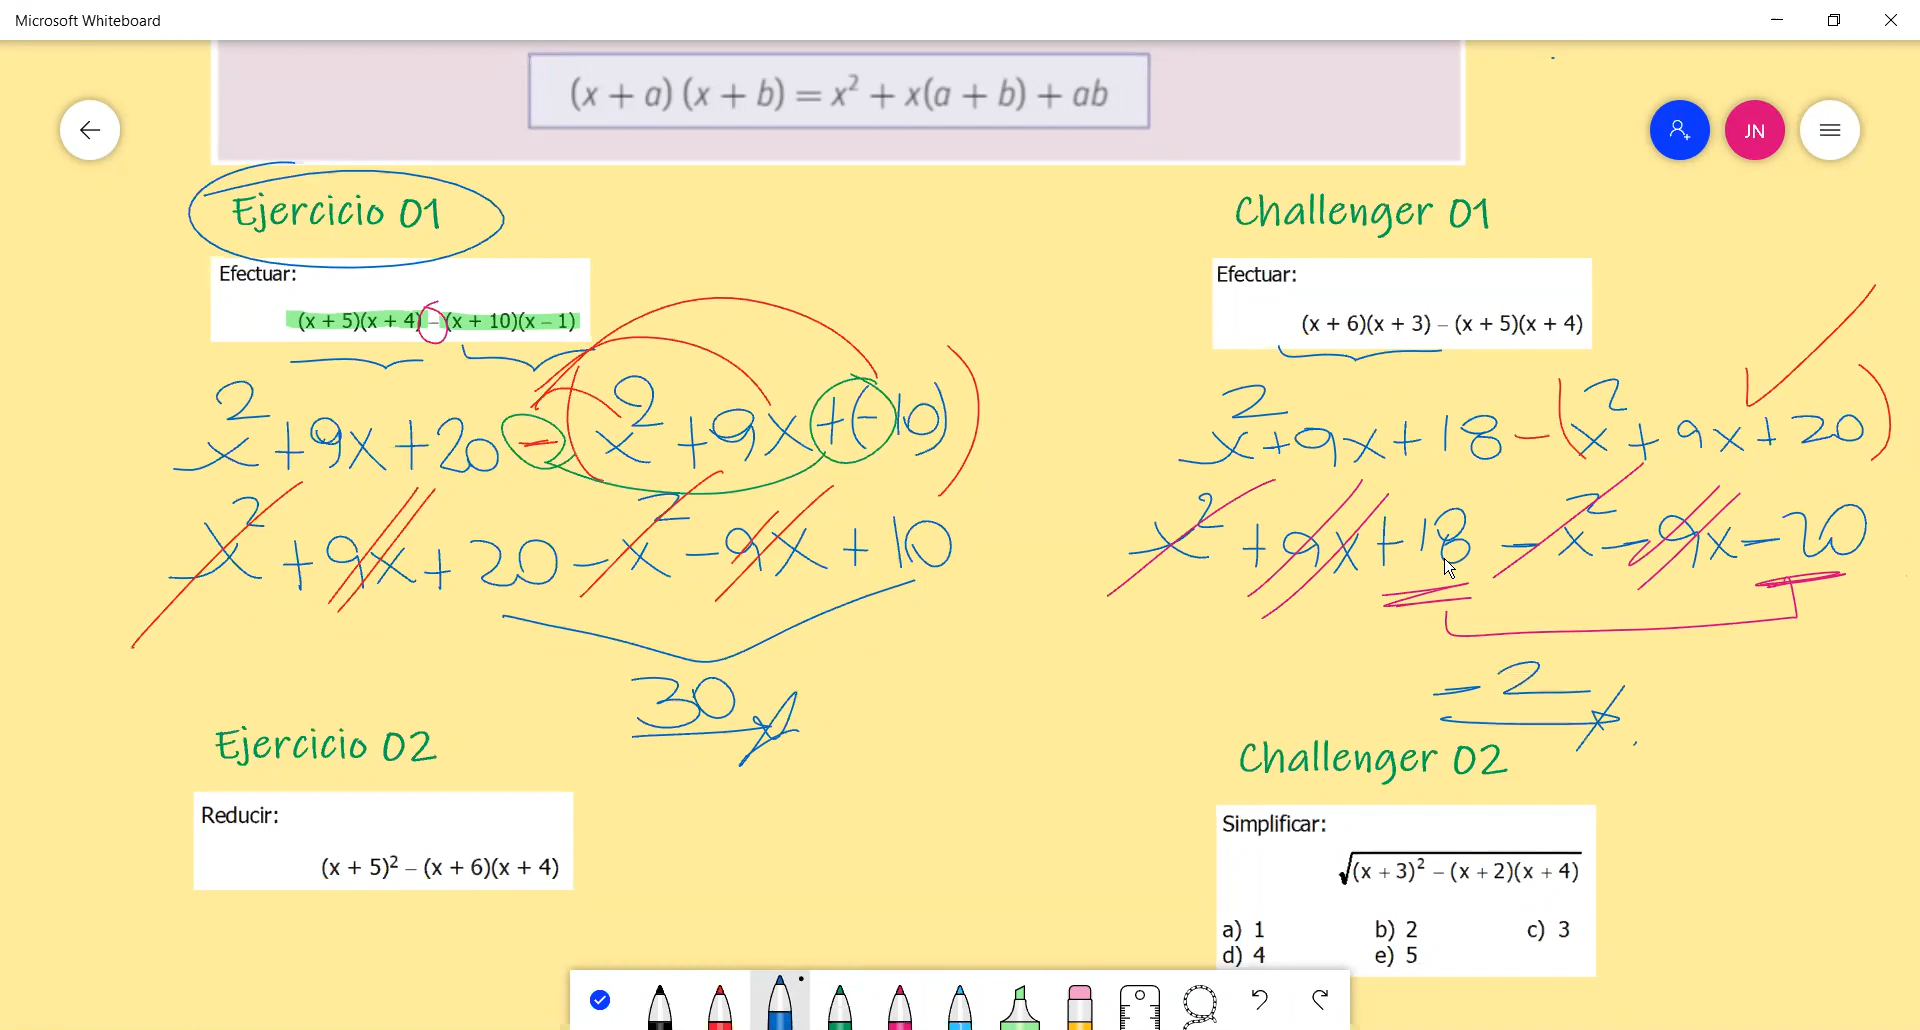 Microsoft Whiteboard
(x + a) (x + b) = x² + x(a + b) + ab
JN
Ejercicio 01
Efectuar:
(x + 5)(x + 4) – (x + 10)(x – 1)
x² + 9x + 20 - (x² + 9x + (-10))
x² + 9x + 20 - x² - 9x + 10
30
Ejercicio 02
Reducir:
(x + 5)² – (x + 6)(x + 4)
Challenger 01
Efectuar:
(x + 6)(x + 3) – (x + 5)(x + 4)
x² + 9x + 18 - (x² + 9x + 20)
x² + 9x + 18 - x² - 9x - 20
-2
Challenger 02
Simplificar:
√(x + 3)² – (x + 2)(x + 4)
a) 1 b) 2 c) 3
d) 4 e) 5